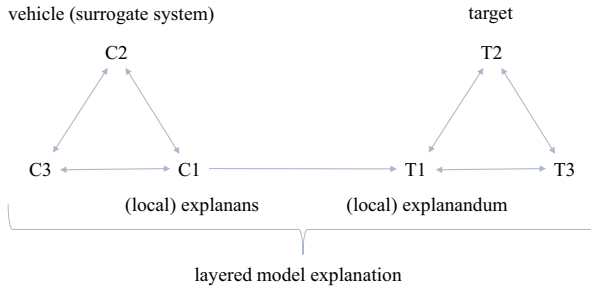 vehicle (surrogate system) target
C2 T2
C3 C1 T1 T3
(local) explanans (local) explanandum
layered model explanation